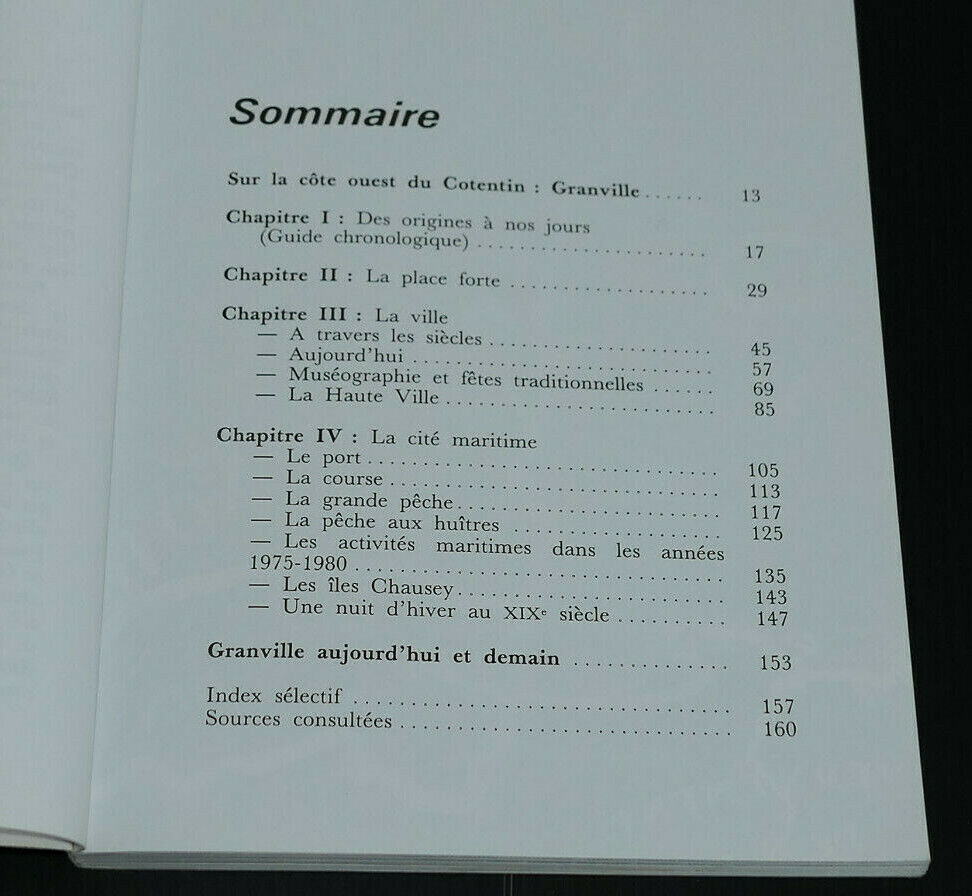 Sommaire
Sur la côte ouest du Cotentin : Granville ...... 13
Chapitre I : Des origines à nos jours
(Guide chronologique) ..................... 17
Chapitre II : La place forte .................. 29
Chapitre III : La ville
— A travers les siècles .................... 45
— Aujourd'hui ........................... 57
— Muséographie et fêtes traditionnelles ...... 69
— La Haute Ville ........................ 85
Chapitre IV : La cité maritime
— Le port ............................... 105
— La course ............................. 113
— La grande pêche ....................... 117
— La pêche aux huîtres .................. 125
— Les activités maritimes dans les années
1975-1980 ................................ 135
— Les îles Chausey ........................ 143
— Une nuit d'hiver au XIXe siècle .......... 147
Granville aujourd'hui et demain .............. 153
Index sélectif ................................. 157
Sources consultées ............................. 160